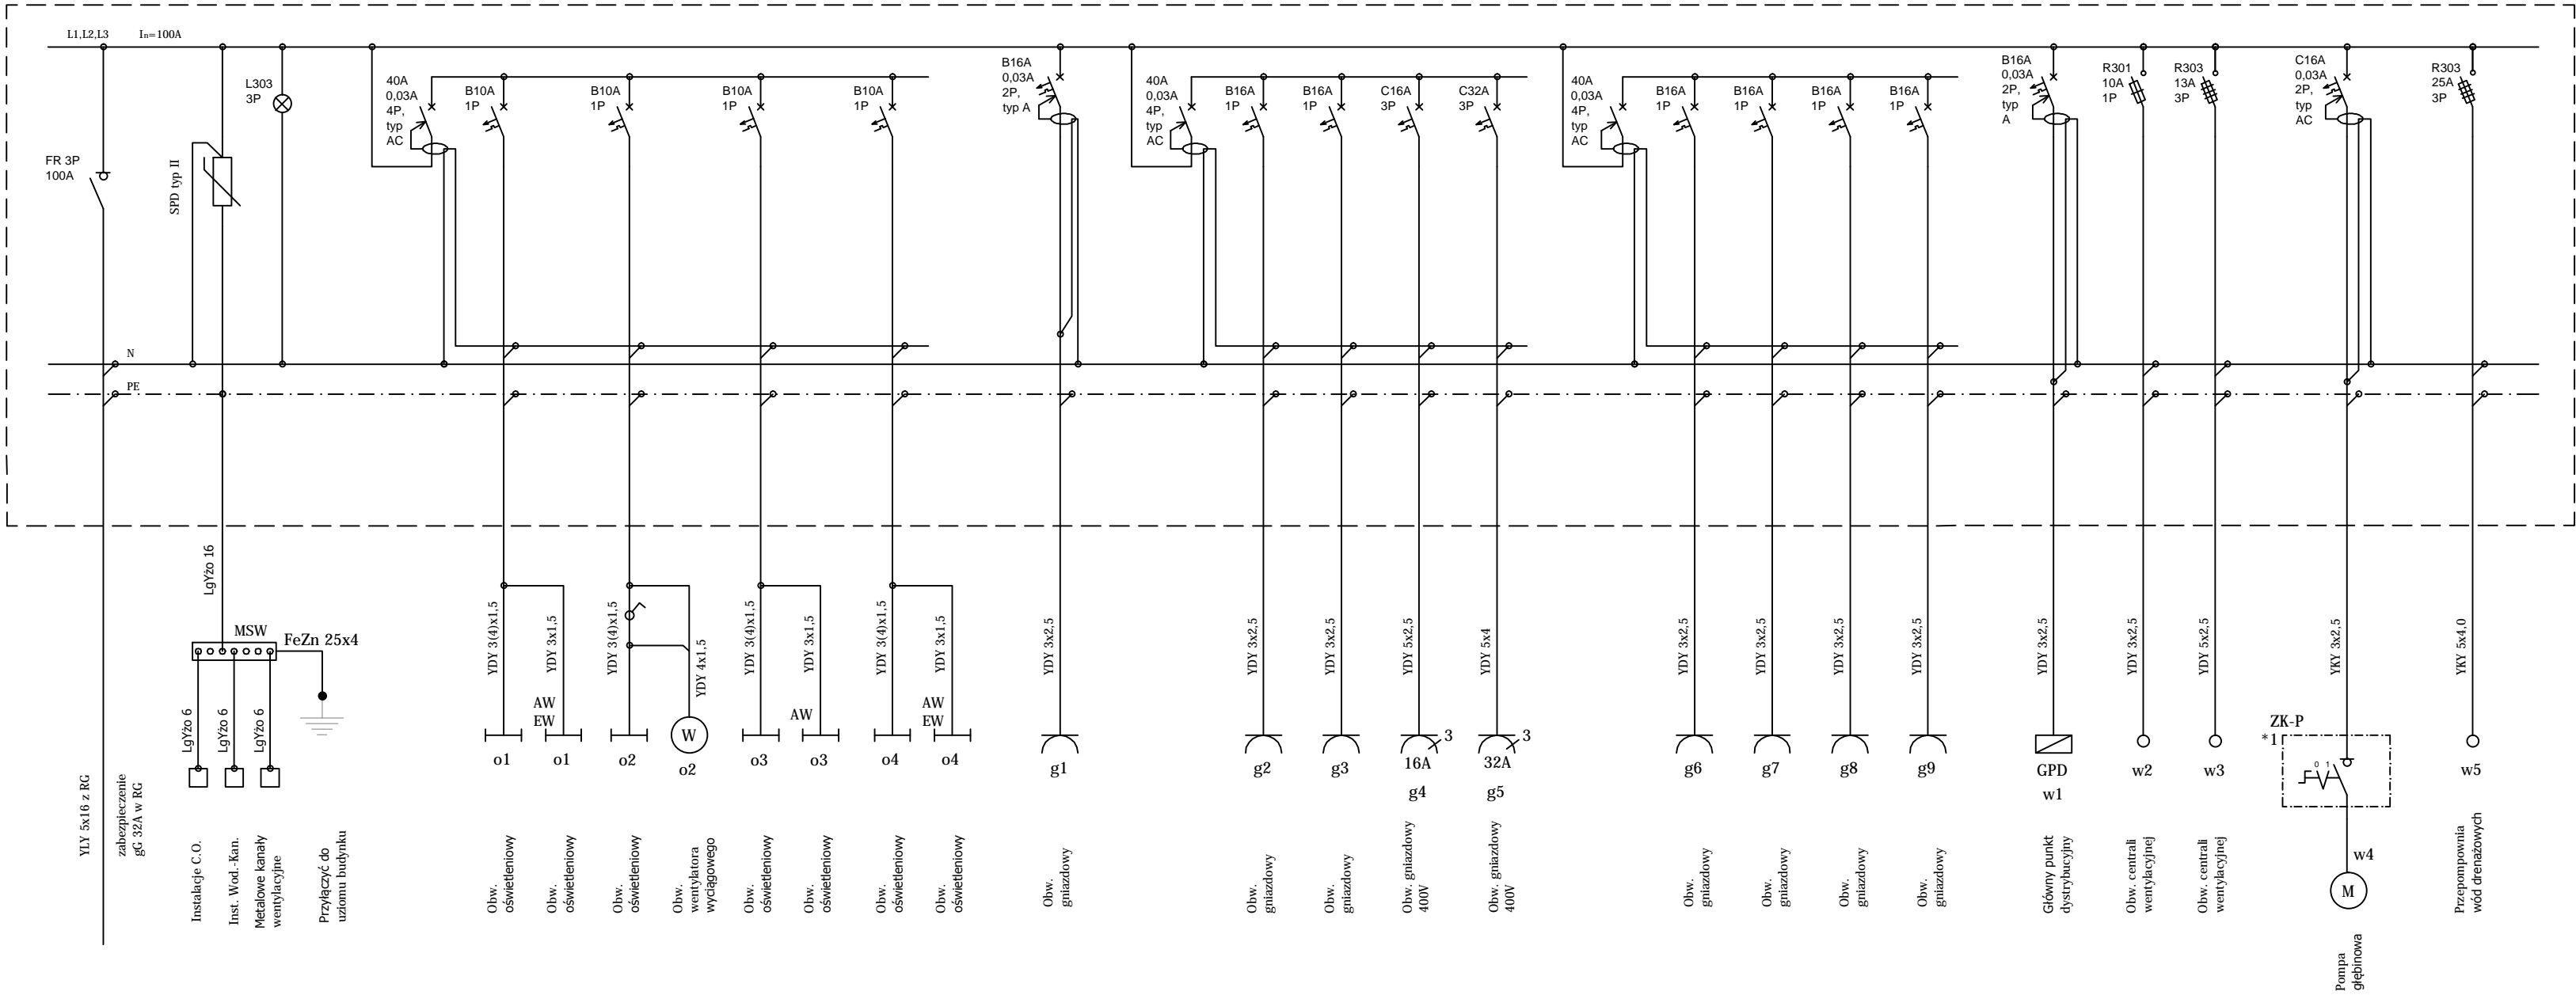 L1,L2,L3
In=100A
L303
3P
FR 3P
100A
SPD typ II
40A
0,03A
4P,
typ
AC
B10A
1P
B10A
1P
B10A
1P
B10A
1P
B16A
0,03A
2P,
typ A
40A
0,03A
4P,
typ
AC
B16A
1P
B16A
1P
C16A
3P
C32A
3P
40A
0,03A
4P,
typ
AC
B16A
1P
B16A
1P
B16A
1P
B16A
1P
B16A
0,03A
2P,
typ
A
R301
10A
1P
R303
13A
3P
C16A
0,03A
2P,
typ
AC
R303
25A
3P
N
PE
LgYżo 16
MSW
FeZn 25x4
LgYżo 6
LgYżo 6
LgYżo 6
YDY 3(4)x1,5
YDY 3x1,5
YDY 3(4)x1,5
YDY 4x1,5
YDY 3(4)x1,5
YDY 3x1,5
YDY 3(4)x1,5
YDY 3x1,5
YDY 3x2,5
YDY 3x2,5
YDY 3x2,5
YDY 5x2,5
YDY 5x4
YDY 3x2,5
YDY 3x2,5
YDY 3x2,5
YDY 3x2,5
YDY 3x2,5
YDY 3x2,5
YDY 5x2,5
YKY 3x2,5
YKY 5x4,0
AW
EW
W
AW
AW
EW
3
16A
3
32A
ZK-P
*1
0 1
o1
o1
o2
o2
o3
o3
o4
o4
g1
g2
g3
g4
g5
g6
g7
g8
g9
GPD
w1
w2
w3
w4
M
w5
YLY 5x16 z RG
zabezpieczenie
gG 32A w RG
Instalacje C.O.
Inst. Wod.-Kan.
Metalowe kanały
wentylacyjne
Przyłączyć do
uziomu budynku
Obw.
oświetleniowy
Obw.
oświetleniowy
Obw.
oświetleniowy
Obw.
wentylatora
wyciągowego
Obw.
oświetleniowy
Obw.
oświetleniowy
Obw.
oświetleniowy
Obw.
oświetleniowy
Obw.
gniazdowy
Obw.
gniazdowy
Obw.
gniazdowy
Obw. gniazdowy
400V
Obw. gniazdowy
400V
Obw.
gniazdowy
Obw.
gniazdowy
Obw.
gniazdowy
Obw.
gniazdowy
Główny punkt
dystrybucyjny
Obw. centrali
wentylacyjnej
Obw. centrali
wentylacyjnej
Pompa
głębinowa
Przepompownia
wód drenażowych